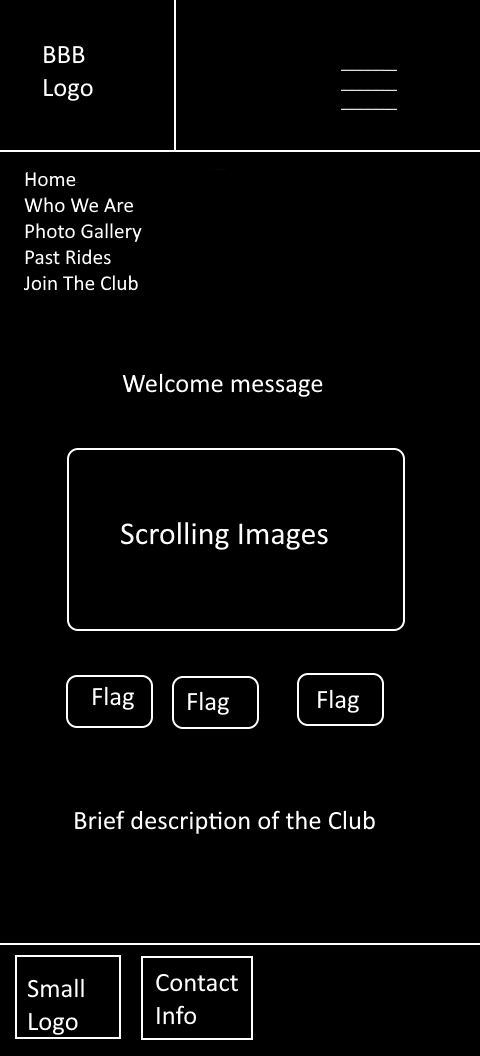 BBB
Logo
Home
Who We Are
Photo Gallery
Past Rides
Join The Club
Welcome message
Scrolling Images
Flag
Flag
Flag
Brief description of the Club
Small
Logo
Contact
Info